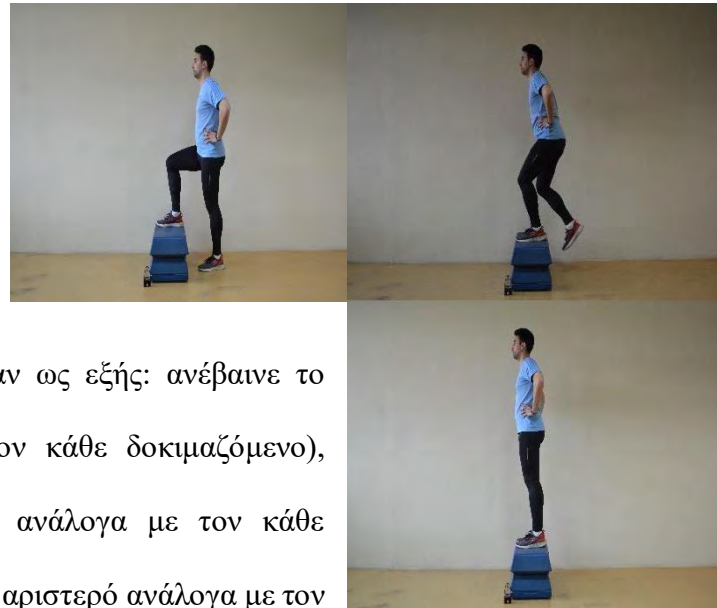 αν ως εξής: ανέβαινε το
ον κάθε δοκιμαζόμενο),
ανάλογα με τον κάθε
αριστερό ανάλογα με τον